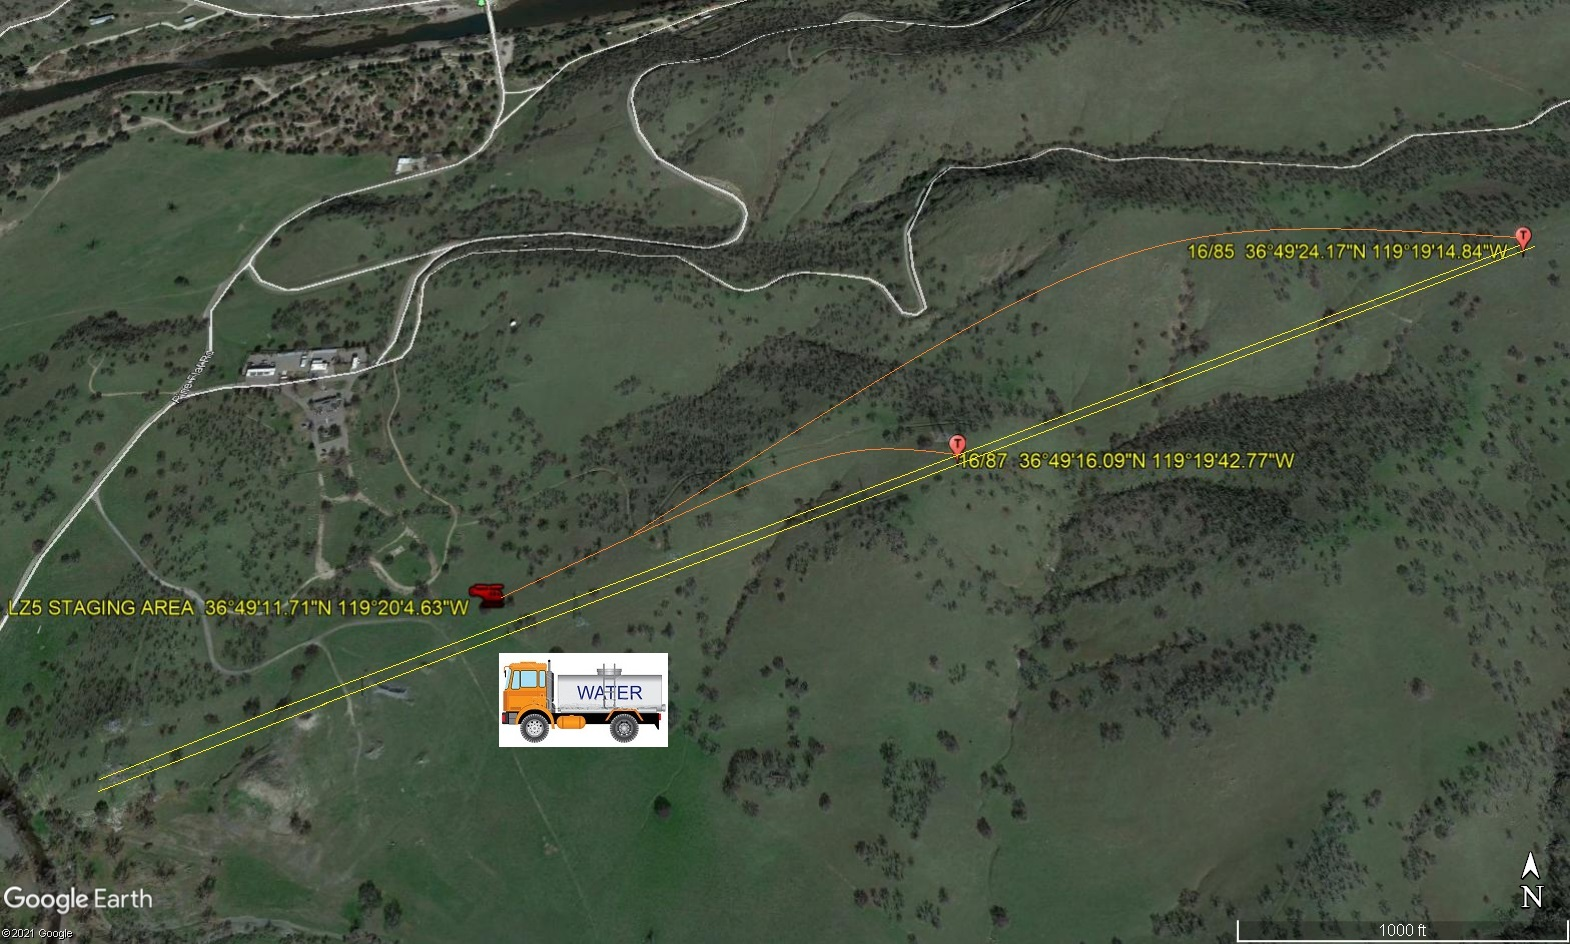 16/85 36°49'24.17"N 119°19'14.84"W
T
T
16/87 36°49'16.09"N 119°19'42.77"W
LZ5 STAGING AREA 36°49'11.71"N 119°20'4.63"W
WATER
Google Earth
N
©2021 Google
1000 ft